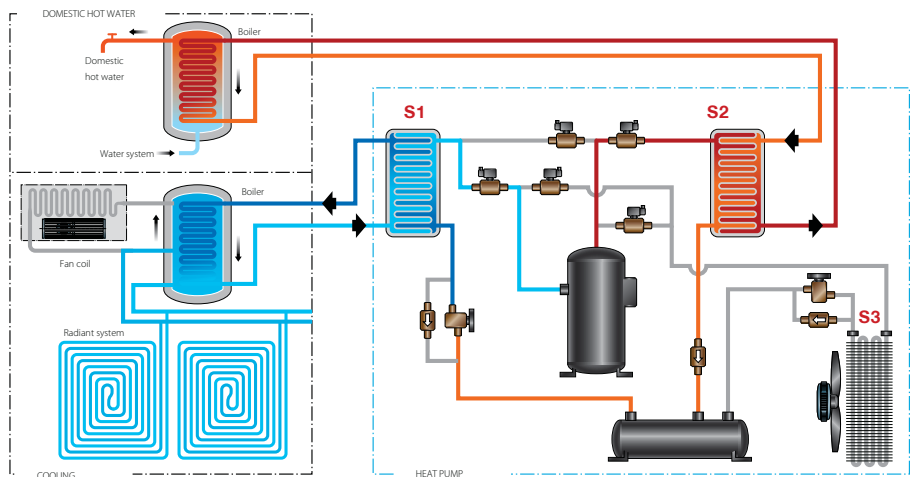 DOMESTIC HOT WATER
Boiler
Domestic
hot water
Water system
S1
S2
Boiler
Fan coil
S3
Radiant system
COOLING
HEAT PUMP